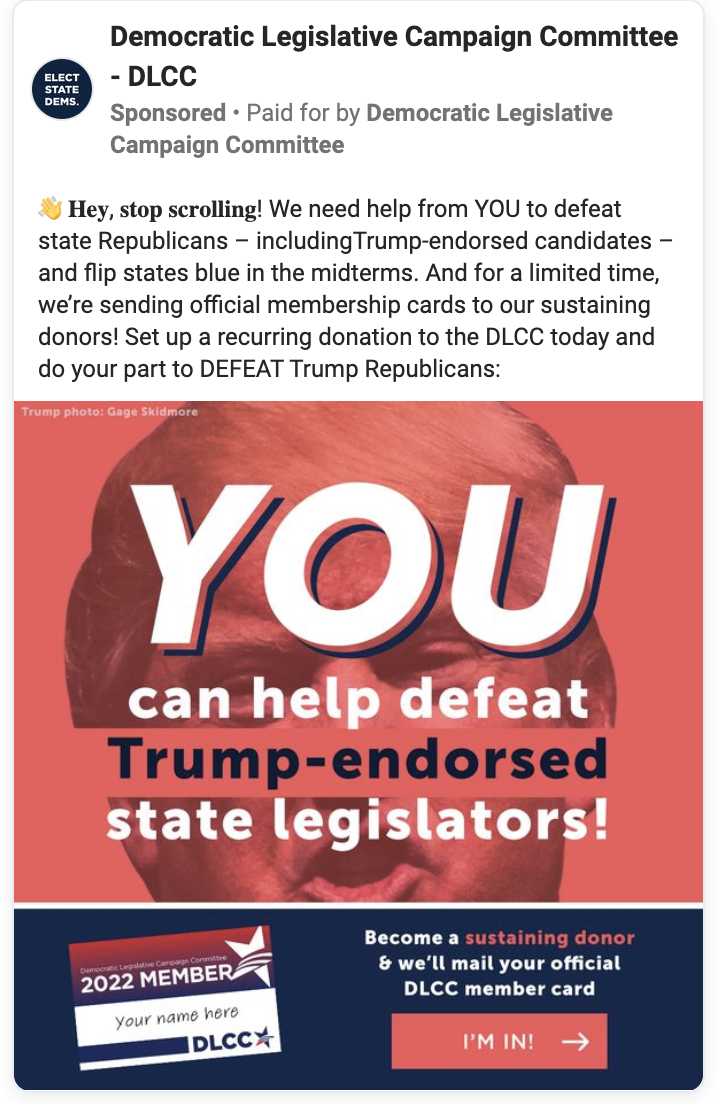 Democratic Legislative Campaign Committee
- DLCC
ELECT
STATE
DEMS.
Sponsored • Paid for by Democratic Legislative
Campaign Committee
👋 Hey, stop scrolling! We need help from YOU to defeat
state Republicans – includingTrump-endorsed candidates –
and flip states blue in the midterms. And for a limited time,
we’re sending official membership cards to our sustaining
donors! Set up a recurring donation to the DLCC today and
do your part to DEFEAT Trump Republicans:
Trump photo: Gage Skidmore
YOU
can help defeat
Trump-endorsed
state legislators!
Democratic Legislative Campaign Committee
2022 MEMBER
Your name here
DLCC
Become a sustaining donor
& we’ll mail your official
DLCC member card
I’M IN! →